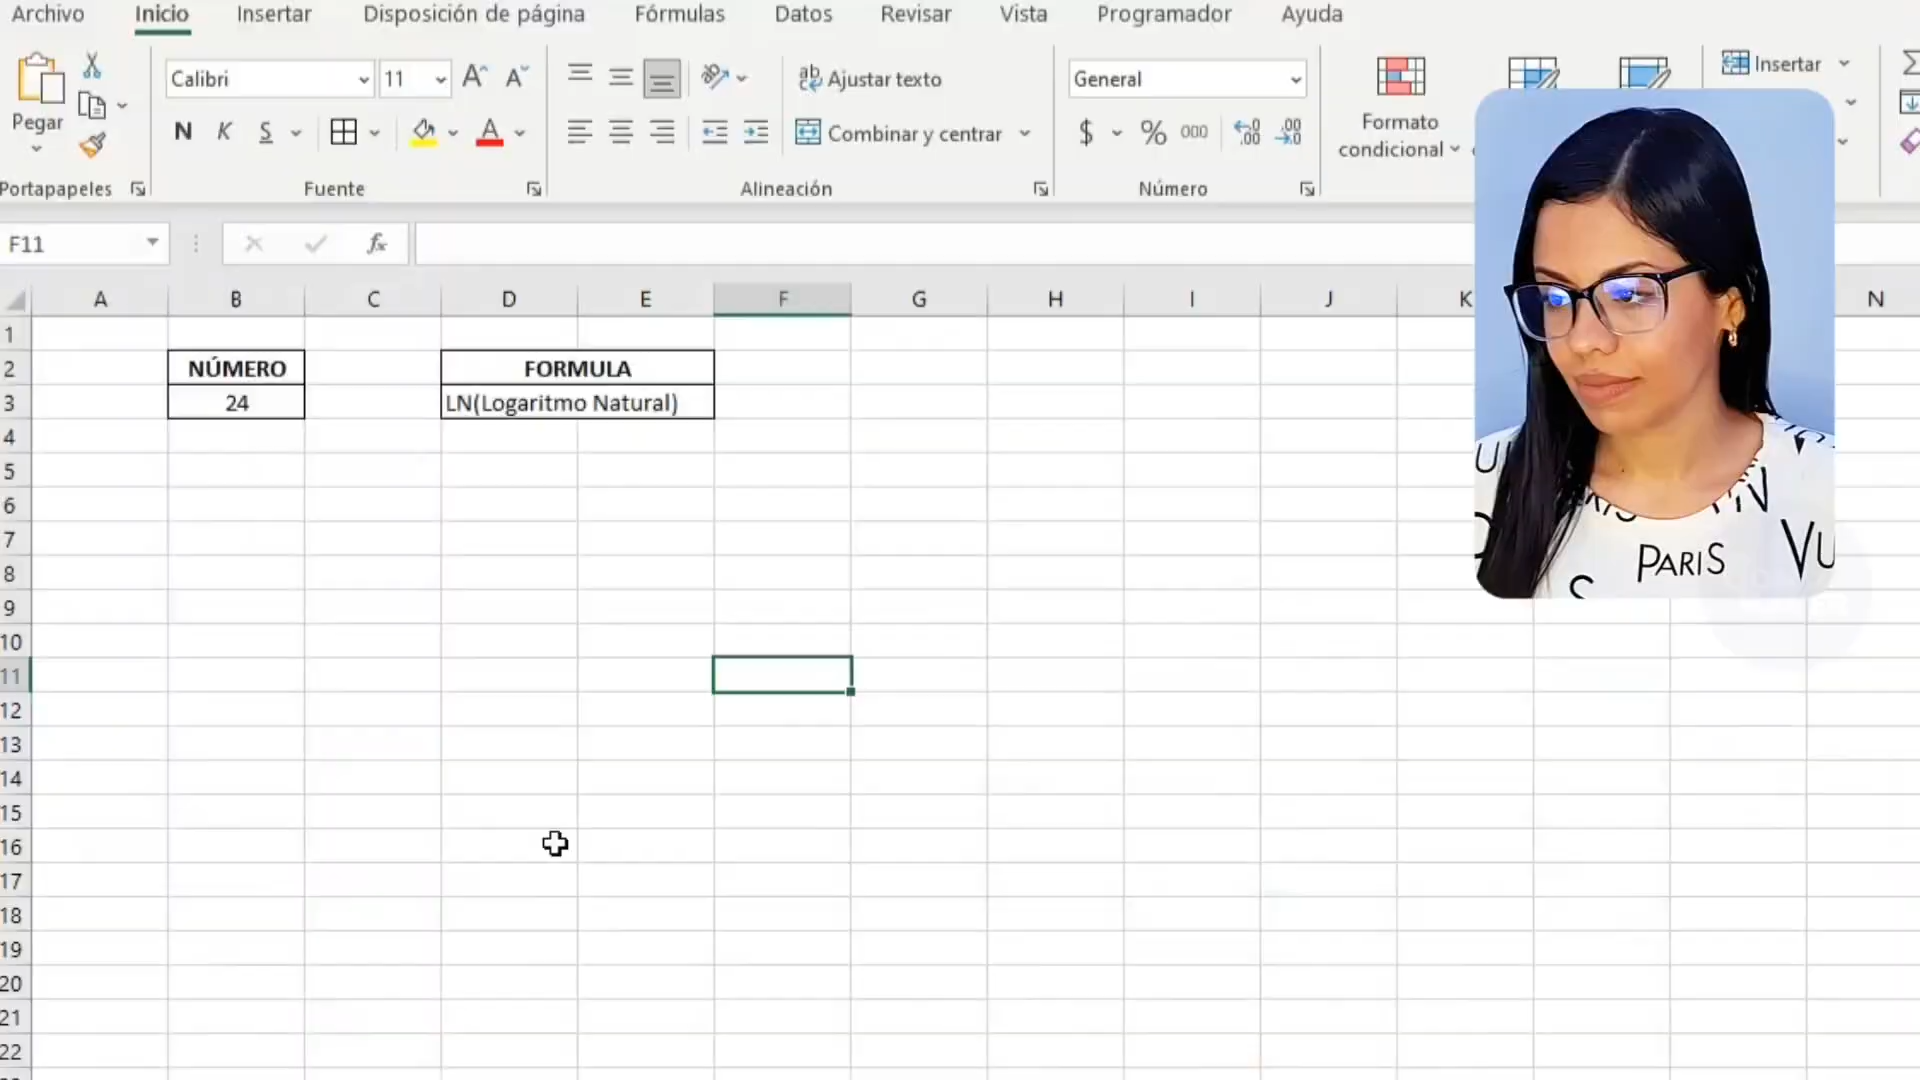 Archivo Inicio Insertar Disposición de página Fórmulas Datos Revisar Vista Programador Ayuda
Calibri 11 Ajustar texto General Insertar
Pegar N K S Combinar y centrar $ % 000 Formato condicional
Portapapeles Fuente Alineación Número
F11 fx
A B C D E F G H I J K N
1
2 NÚMERO FORMULA
3 24 LN(Logaritmo Natural)
4
5
6
7
8
9
10
11
12
13
14
15
16
17
18
19
20
21
22
PARIS
VU